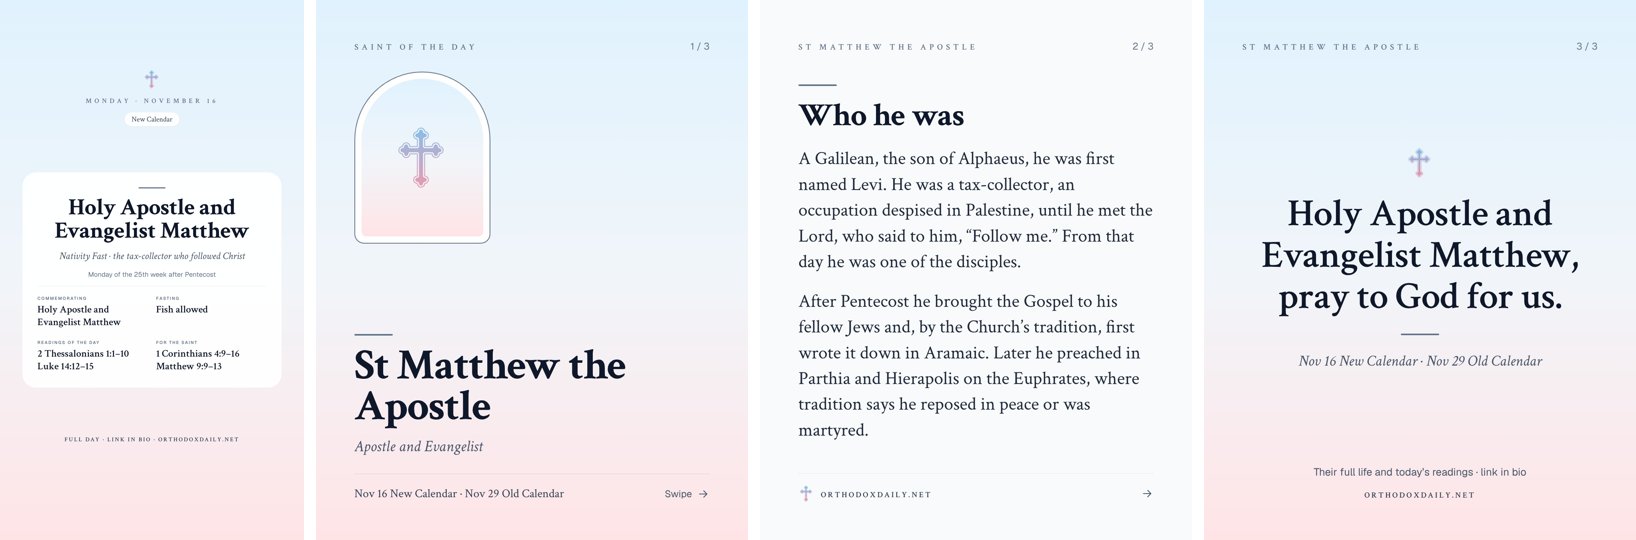 MONDAY · NOVEMBER 16
New Calendar
Holy Apostle and
Evangelist Matthew
Nativity Fast · the tax-collector who followed Christ
Monday of the 25th week after Pentecost
COMMEMORATING
Holy Apostle and
Evangelist Matthew
FASTING
Fish allowed
READINGS OF THE DAY
2 Thessalonians 1:1–10
Luke 14:12–15
FOR THE SAINT
1 Corinthians 4:9–16
Matthew 9:9–13
FULL DAY · LINK IN BIO · ORTHODOXDAILY.NET
SAINT OF THE DAY
1 / 3
St Matthew the
Apostle
Apostle and Evangelist
Nov 16 New Calendar · Nov 29 Old Calendar
Swipe →
ST MATTHEW THE APOSTLE
2 / 3
Who he was
A Galilean, the son of Alphaeus, he was first
named Levi. He was a tax-collector, an
occupation despised in Palestine, until he met the
Lord, who said to him, “Follow me.” From that
day he was one of the disciples.
After Pentecost he brought the Gospel to his
fellow Jews and, by the Church’s tradition, first
wrote it down in Aramaic. Later he preached in
Parthia and Hierapolis on the Euphrates, where
tradition says he reposed in peace or was
martyred.
ORTHODOXDAILY.NET
→
ST MATTHEW THE APOSTLE
3 / 3
Holy Apostle and
Evangelist Matthew,
pray to God for us.
Nov 16 New Calendar · Nov 29 Old Calendar
Their full life and today’s readings · link in bio
ORTHODOXDAILY.NET